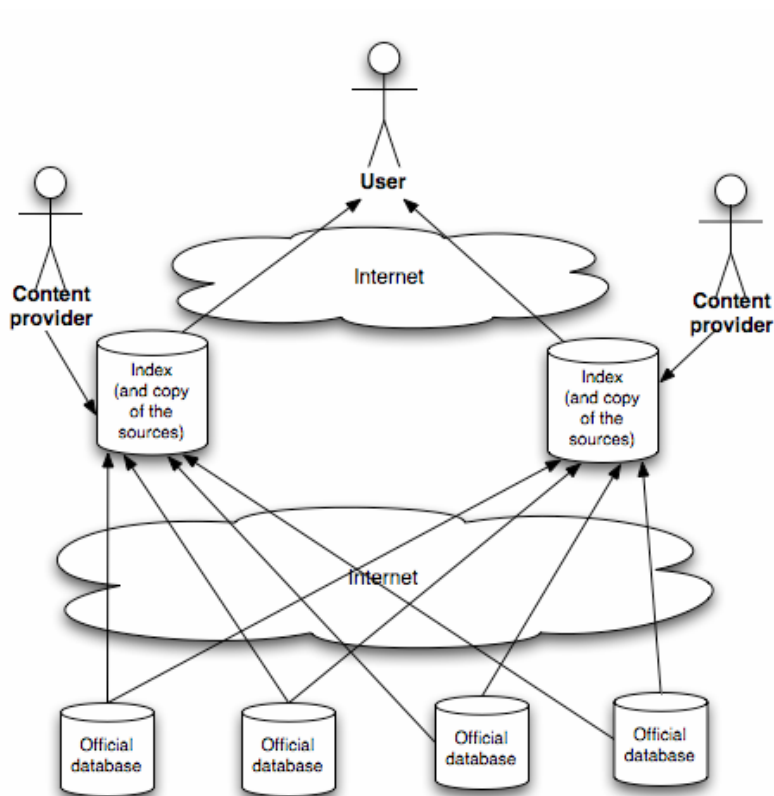 User
Internet
Content
provider
Content
provider
Index
(and copy
of the
sources)
Index
(and copy
of the
sources)
Internet
Official
database
Official
database
Official
database
Official
database